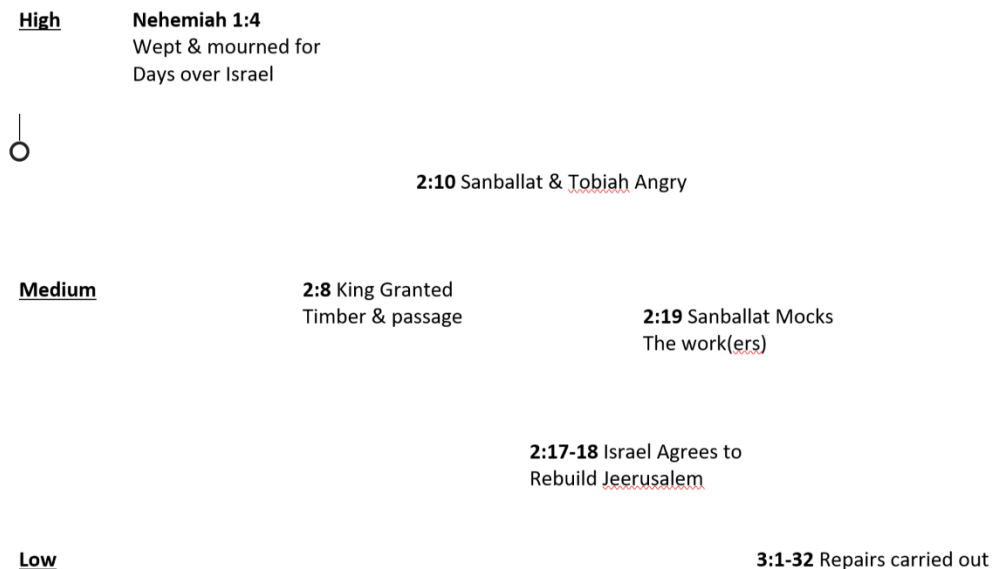 High
Nehemiah 1:4
Wept & mourned for
Days over Israel
2:10 Sanballat & Tobiah Angry
Medium
2:8 King Granted
Timber & passage
2:19 Sanballat Mocks
The work(ers)
2:17-18 Israel Agrees to
Rebuild Jeerusalem
Low
3:1-32 Repairs carried out